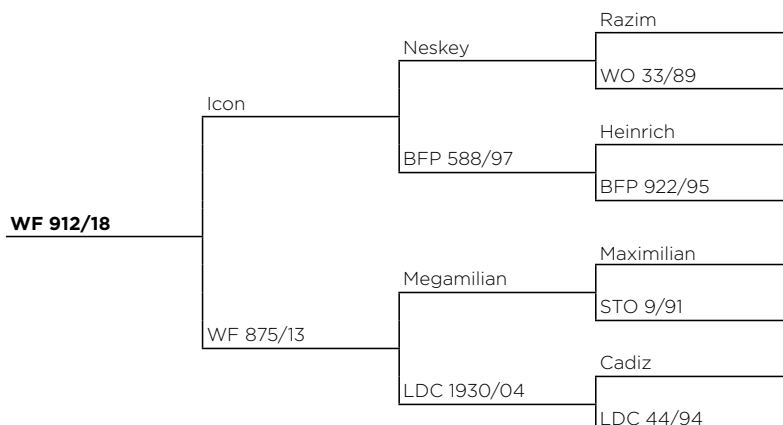 Razim
Neskey
WO 33/89
Icon
Heinrich
BFP 588/97
BFP 922/95
WF 912/18
Maximilian
Megamilian
STO 9/91
WF 875/13
Cadiz
LDC 1930/04
LDC 44/94